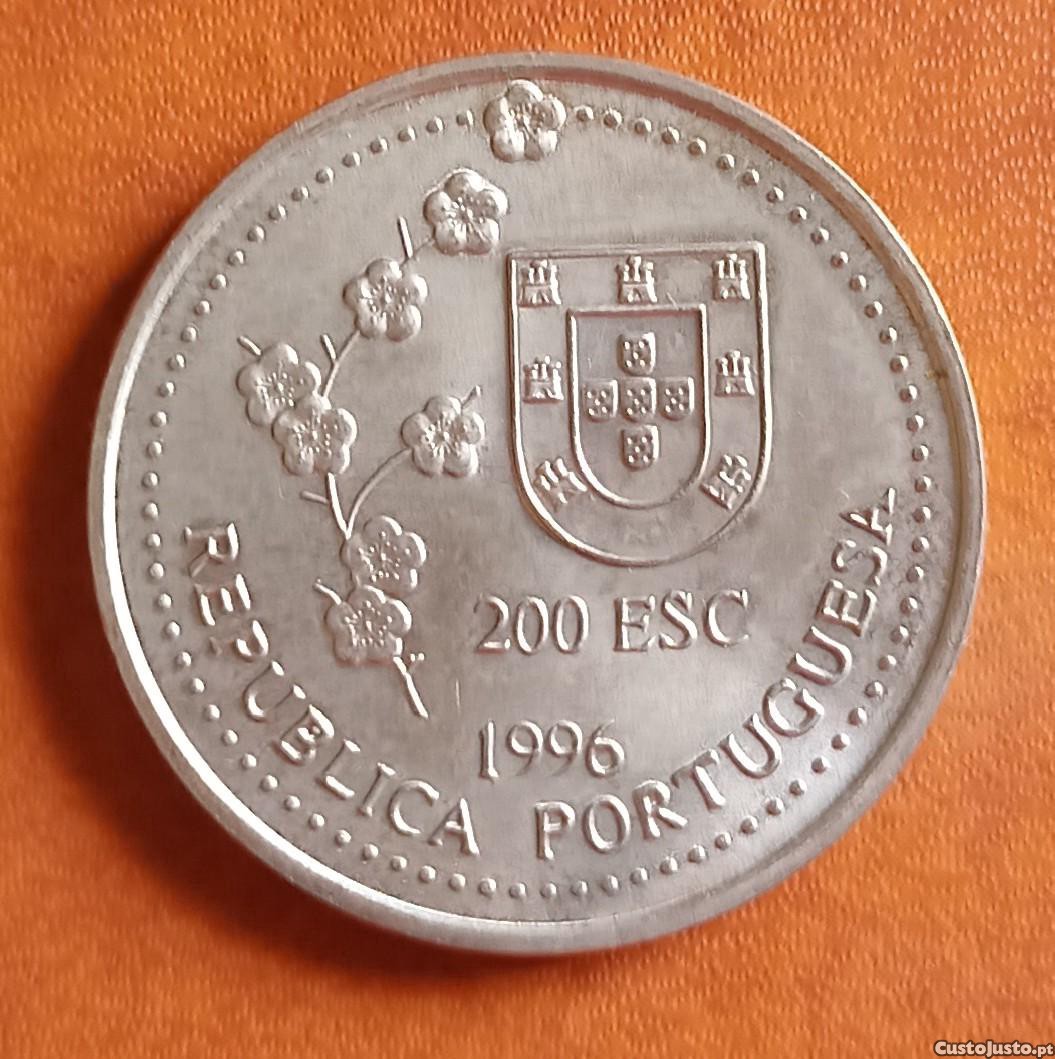 200 ESC
1996
REPUBLICA PORTUGUESA
CustoJusto.pt